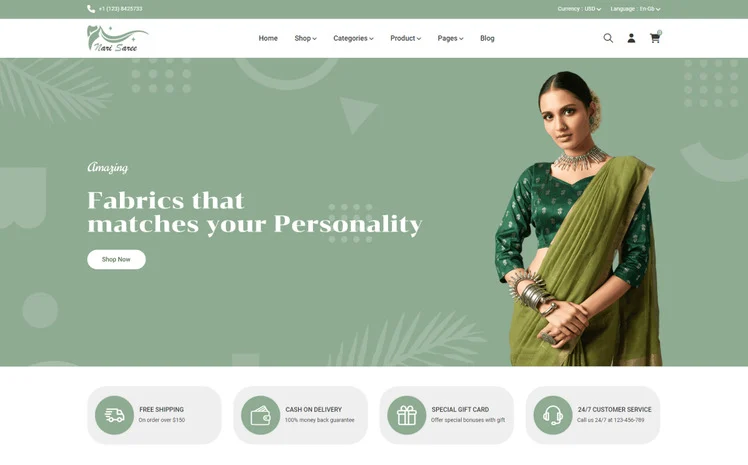 +1 (123) 8425733
Currency : USD
Language : En-Gb
Nari Saree
Home
Shop
Categories
Product
Pages
Blog
0
Amazing
Fabrics that
matches your Personality
Shop Now
FREE SHIPPING
On order over $150
CASH ON DELIVERY
100% money back guarantee
SPECIAL GIFT CARD
Offer special bonuses with gift
24/7 CUSTOMER SERVICE
Call us 24/7 at 123-456-789